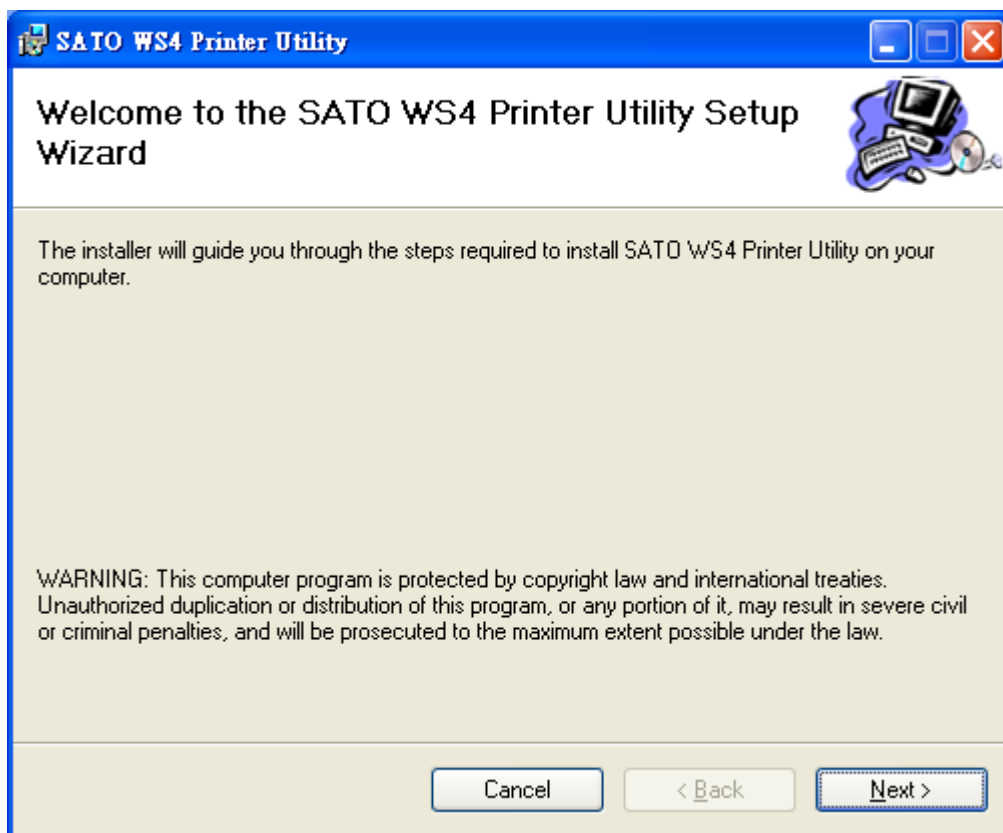 SATO WS4 Printer Utility
Welcome to the SATO WS4 Printer Utility Setup
Wizard
The installer will guide you through the steps required to install SATO WS4 Printer Utility on your
computer.
WARNING: This computer program is protected by copyright law and international treaties.
Unauthorized duplication or distribution of this program, or any portion of it, may result in severe civil
or criminal penalties, and will be prosecuted to the maximum extent possible under the law.
Cancel
< Back
Next >